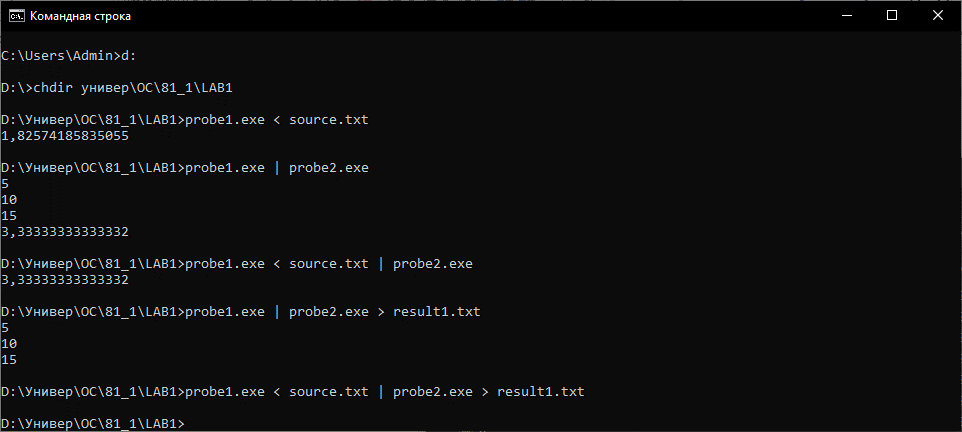 Командная строка
C:\Users\Admin>d:
D:\>chdir универ\ОС\81_1\LAB1
D:\Универ\ОС\81_1\LAB1>probe1.exe < source.txt
1,82574185835055
D:\Универ\ОС\81_1\LAB1>probe1.exe | probe2.exe
5
10
15
3,33333333333332
D:\Универ\ОС\81_1\LAB1>probe1.exe < source.txt | probe2.exe
3,33333333333332
D:\Универ\ОС\81_1\LAB1>probe1.exe | probe2.exe > result1.txt
5
10
15
D:\Универ\ОС\81_1\LAB1>probe1.exe < source.txt | probe2.exe > result1.txt
D:\Универ\ОС\81_1\LAB1>